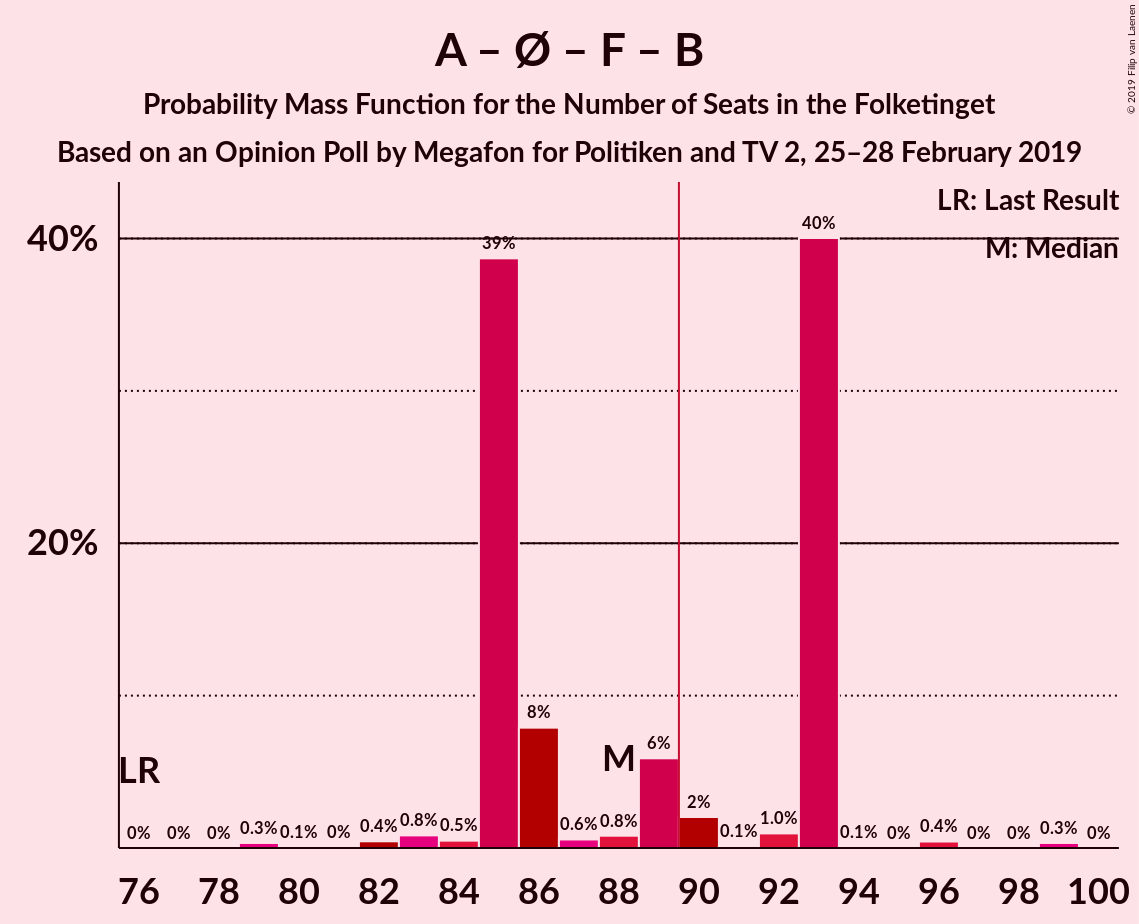 A – Ø – F – B
Probability Mass Function for the Number of Seats in the Folketinget
Based on an Opinion Poll by Megafon for Politiken and TV 2, 25–28 February 2019
© 2019 Filip van Laenen
LR: Last Result
M: Median
40%
20%
LR
M
0% 0% 0% 0.3% 0.1% 0% 0.4% 0.8% 0.5% 39% 8% 0.6% 0.8% 6% 2% 0.1% 1.0% 40% 0.1% 0% 0.4% 0% 0% 0.3% 0%
76 78 80 82 84 86 88 90 92 94 96 98 100